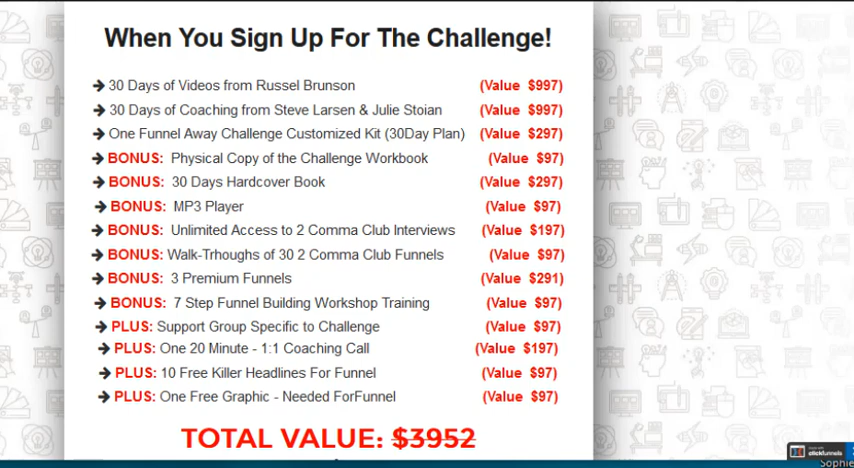 When You Sign Up For The Challenge!
→ 30 Days of Videos from Russel Brunson (Value $997)
→ 30 Days of Coaching from Steve Larsen & Julie Stoian (Value $997)
→ One Funnel Away Challenge Customized Kit (30Day Plan) (Value $297)
→ BONUS: Physical Copy of the Challenge Workbook (Value $97)
→ BONUS: 30 Days Hardcover Book (Value $297)
→ BONUS: MP3 Player (Value $97)
→ BONUS: Unlimited Access to 2 Comma Club Interviews (Value $197)
→ BONUS: Walk-Trhoughs of 30 2 Comma Club Funnels (Value $97)
→ BONUS: 3 Premium Funnels (Value $291)
→ BONUS: 7 Step Funnel Building Workshop Training (Value $97)
→ PLUS: Support Group Specific to Challenge (Value $97)
→ PLUS: One 20 Minute - 1:1 Coaching Call (Value $197)
→ PLUS: 10 Free Killer Headlines For Funnel (Value $97)
→ PLUS: One Free Graphic - Needed ForFunnel (Value $97)
TOTAL VALUE: $3952
clickfunnels
Sophie